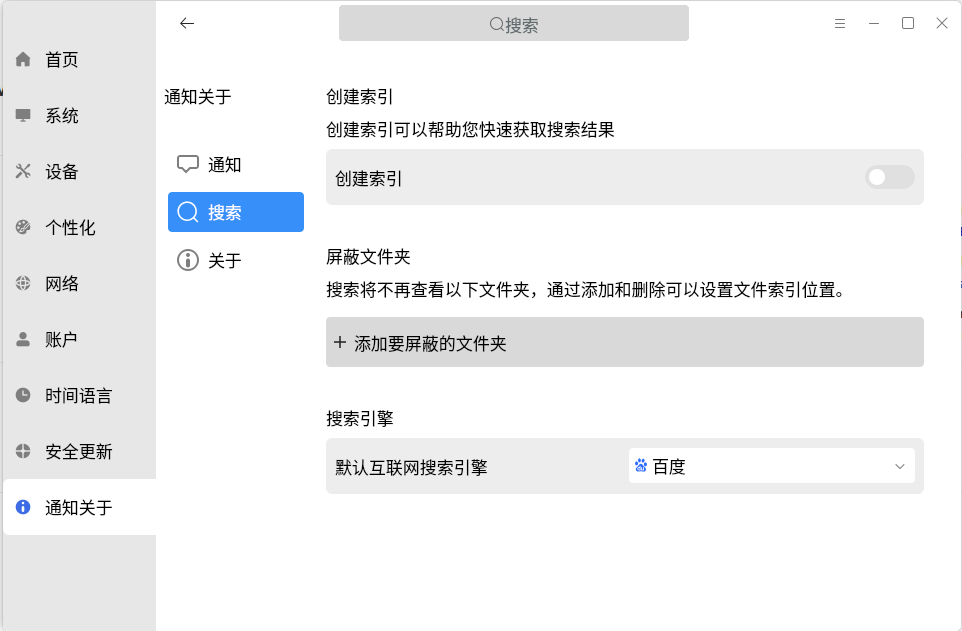 搜索
首页
系统
设备
个性化
网络
账户
时间语言
安全更新
通知关于
通知关于
通知
搜索
关于
创建索引
创建索引可以帮助您快速获取搜索结果
创建索引
屏蔽文件夹
搜索将不再查看以下文件夹，通过添加和删除可以设置文件索引位置。
+ 添加要屏蔽的文件夹
搜索引擎
默认互联网搜索引擎
百度